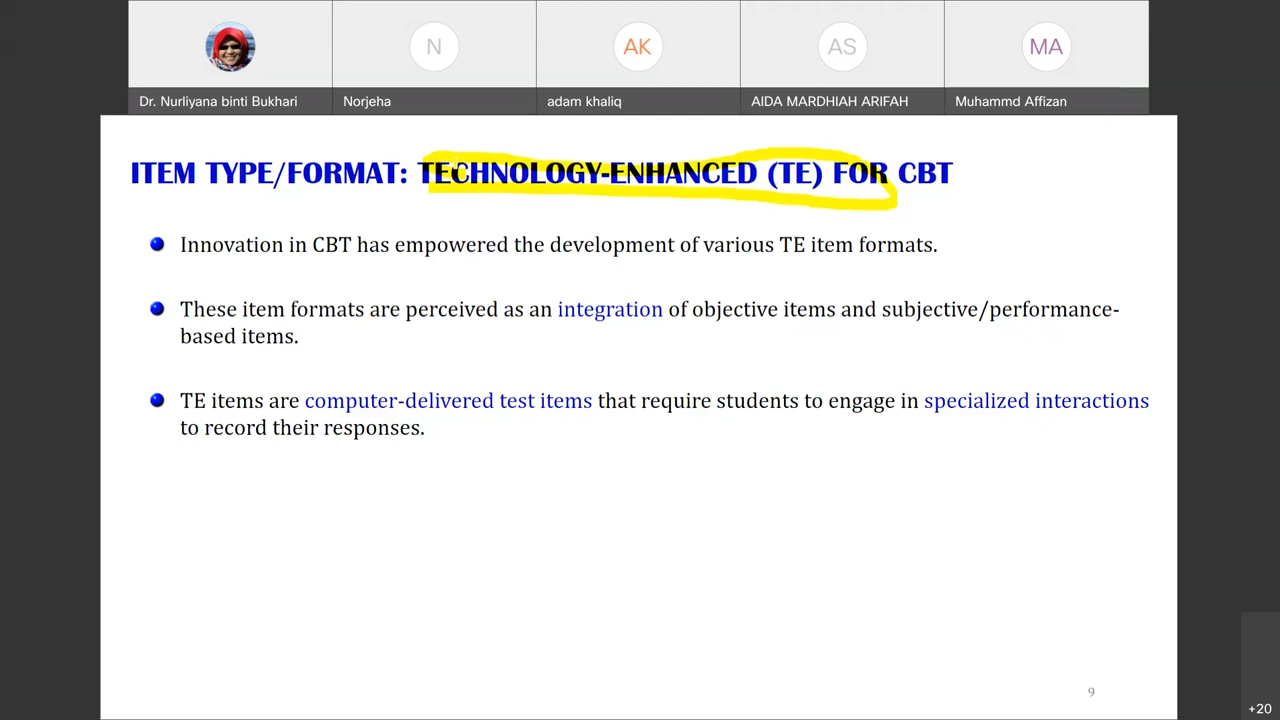 N
AK
AS
MA
Dr. Nurliyana binti Bukhari
Norjeha
adam khaliq
AIDA MARDHIAH ARIFAH
Muhammd Affizan
ITEM TYPE/FORMAT: TECHNOLOGY-ENHANCED (TE) FOR CBT
Innovation in CBT has empowered the development of various TE item formats.
These item formats are perceived as an integration of objective items and subjective/performance-
based items.
TE items are computer-delivered test items that require students to engage in specialized interactions
to record their responses.
9
+20